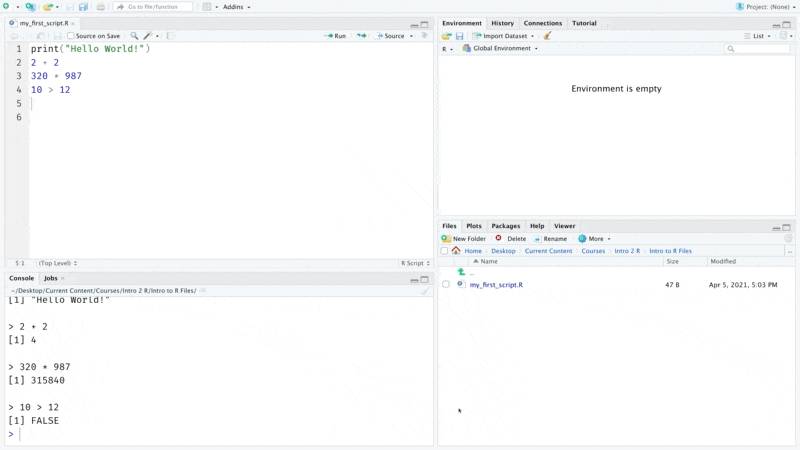 Go to file/function
Addins
Project: (None)
my_first_script.R
Source on Save
Run
Source
1 print("Hello World!")
2 2 + 2
3 320 * 987
4 10 > 12
5
6
5:1 (Top Level) R Script
Console Jobs
~/Desktop/Current Content/Courses/Intro 2 R/Intro to R Files/
[1] "Hello World!"
> 2 + 2
[1] 4
> 320 * 987
[1] 315840
> 10 > 12
[1] FALSE
>
Environment History Connections Tutorial
Import Dataset List
R Global Environment
Environment is empty
Files Plots Packages Help Viewer
New Folder Delete Rename More
Home Desktop Current Content Courses Intro 2 R Intro to R Files ...
Name Size Modified
..
my_first_script.R 47 B Apr 5, 2021, 5:03 PM